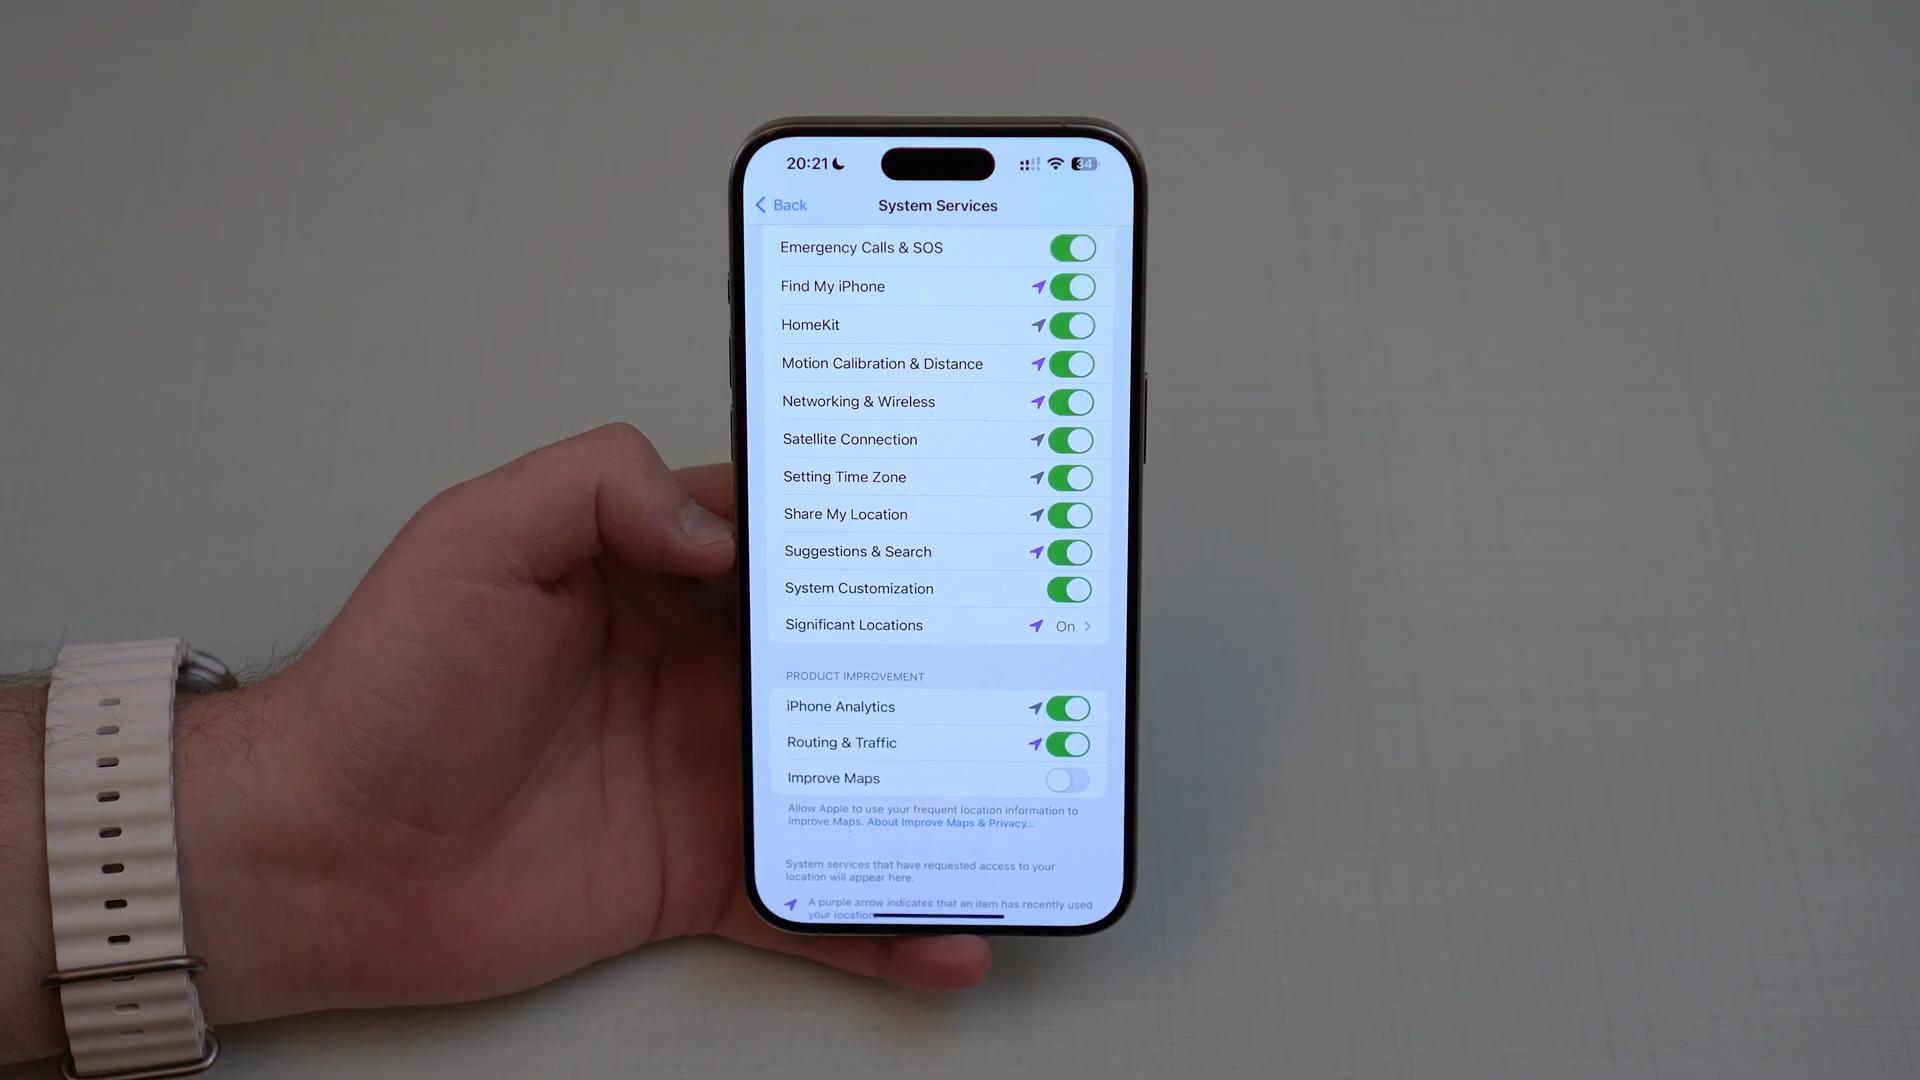 20:21
34
Back
System Services
Emergency Calls & SOS
Find My iPhone
HomeKit
Motion Calibration & Distance
Networking & Wireless
Satellite Connection
Setting Time Zone
Share My Location
Suggestions & Search
System Customization
Significant Locations On
PRODUCT IMPROVEMENT
iPhone Analytics
Routing & Traffic
Improve Maps
Allow Apple to use your frequent location information to
improve Maps. About Improve Maps & Privacy...
System services that have requested access to your
location will appear here.
A purple arrow indicates that an item has recently used
your location